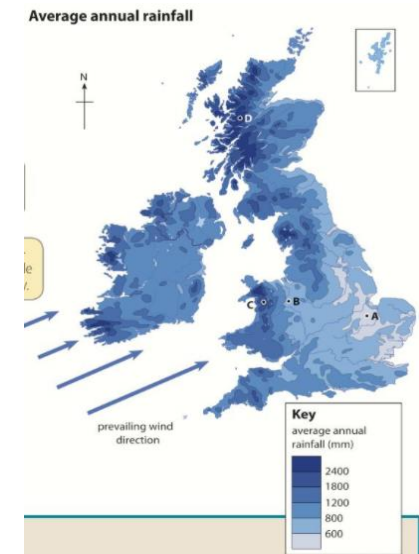 Average annual rainfall
N
D
C
B
A
prevailing wind
direction
Key
average annual
rainfall (mm)
2400
1800
1200
800
600